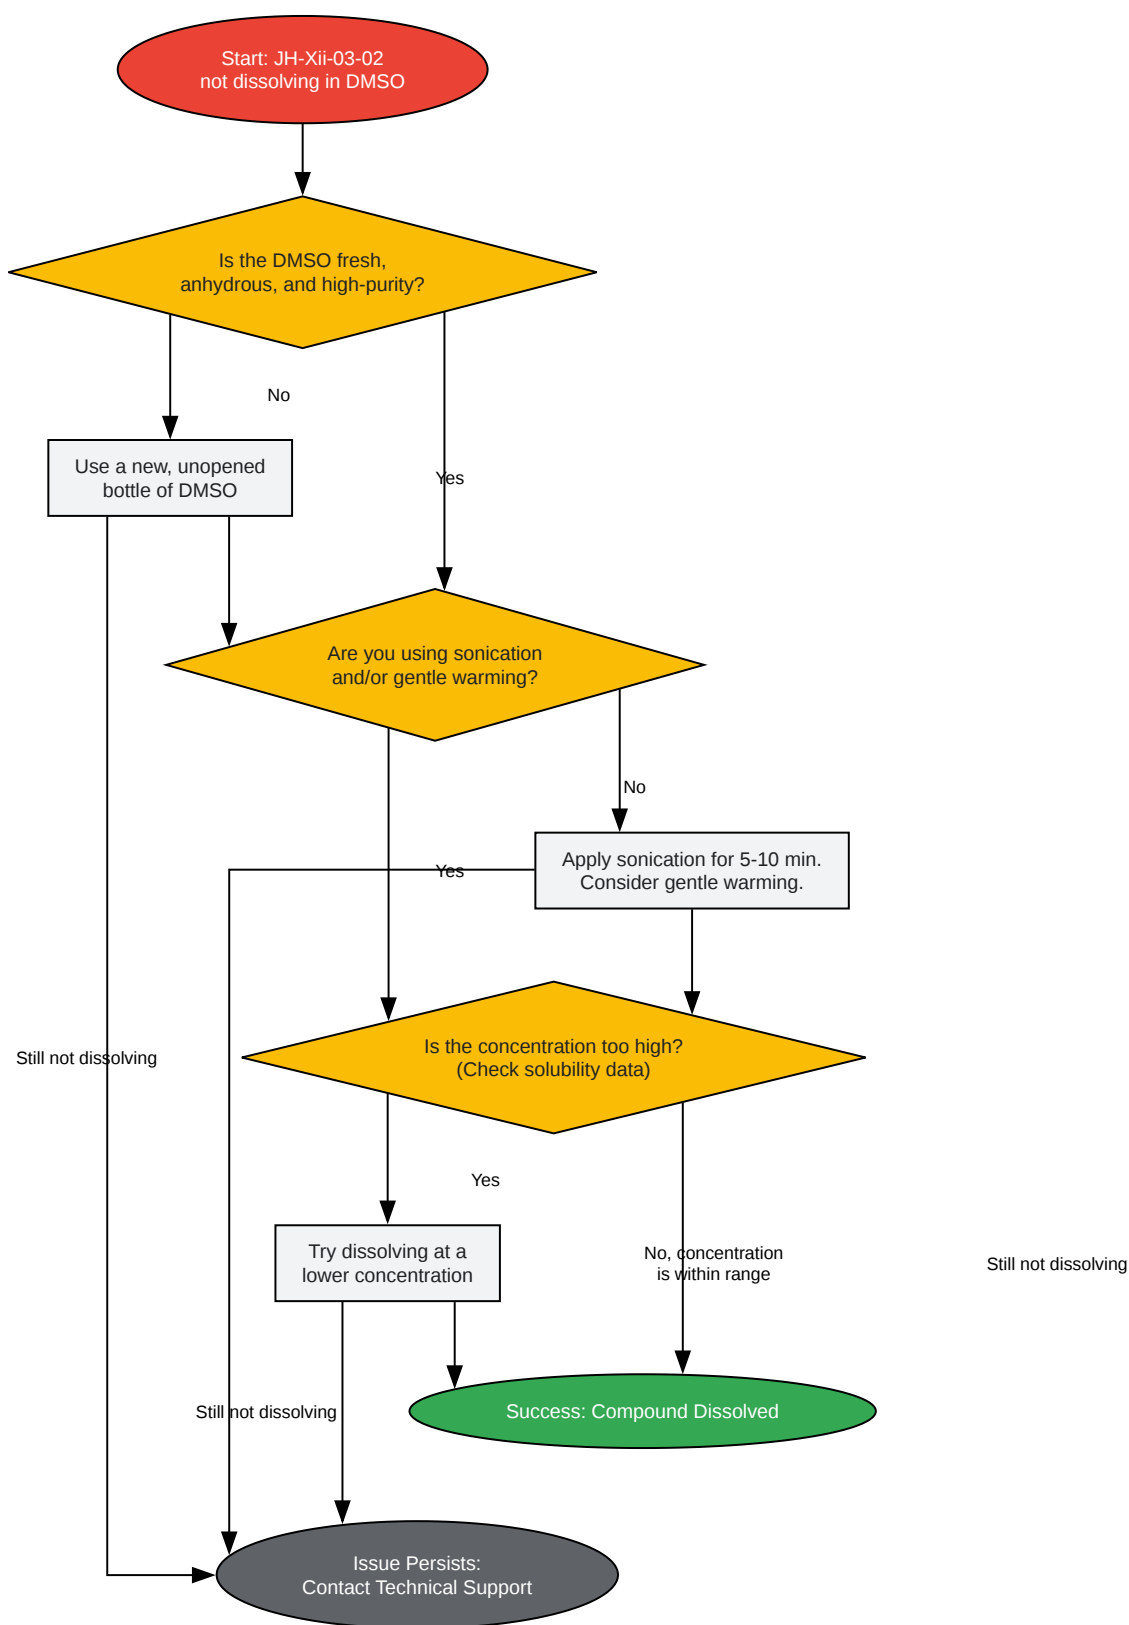 Start: JH-Xii-03-02
not dissolving in DMSO
Is the DMSO fresh,
anhydrous, and high-purity?
No
Use a new, unopened
bottle of DMSO
Yes
Are you using sonication
and/or gentle warming?
No
Apply sonication for 5-10 min.
Consider gentle warming.
Yes
Is the concentration too high?
(Check solubility data)
Still not dissolving
Yes
Try dissolving at a
lower concentration
No, concentration
is within range
Still not dissolving
Still not dissolving
Success: Compound Dissolved
Issue Persists:
Contact Technical Support